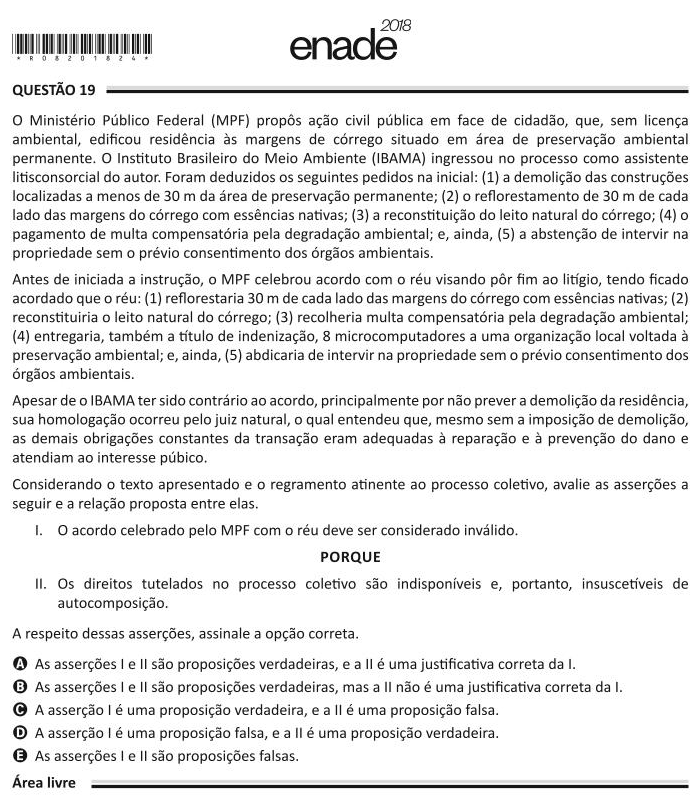 *R0820182 4*
enade 2018
QUESTÃO 19
O Ministério Público Federal (MPF) propôs ação civil pública em face de cidadão, que, sem licença
ambiental, edificou residência às margens de córrego situado em área de preservação ambiental
permanente. O Instituto Brasileiro do Meio Ambiente (IBAMA) ingressou no processo como assistente
litisconsorcial do autor. Foram deduzidos os seguintes pedidos na inicial: (1) a demolição das construções
localizadas a menos de 30 m da área de preservação permanente; (2) o reflorestamento de 30 m de cada
lado das margens do córrego com essências nativas; (3) a reconstituição do leito natural do córrego; (4) o
pagamento de multa compensatória pela degradação ambiental; e, ainda, (5) a abstenção de intervir na
propriedade sem o prévio consentimento dos órgãos ambientais.
Antes de iniciada a instrução, o MPF celebrou acordo com o réu visando pôr fim ao litígio, tendo ficado
acordado que o réu: (1) reflorestaria 30 m de cada lado das margens do córrego com essências nativas; (2)
reconstituiria o leito natural do córrego; (3) recolheria multa compensatória pela degradação ambiental;
(4) entregaria, também a título de indenização, 8 microcomputadores a uma organização local voltada à
preservação ambiental; e, ainda, (5) abdicaria de intervir na propriedade sem o prévio consentimento dos
órgãos ambientais.
Apesar de o IBAMA ter sido contrário ao acordo, principalmente por não prever a demolição da residência,
sua homologação ocorreu pelo juiz natural, o qual entendeu que, mesmo sem a imposição de demolição,
as demais obrigações constantes da transação eram adequadas à reparação e à prevenção do dano e
atendiam ao interesse púbico.
Considerando o texto apresentado e o regramento atinente ao processo coletivo, avalie as asserções a
seguir e a relação proposta entre elas.
I. O acordo celebrado pelo MPF com o réu deve ser considerado inválido.
PORQUE
II. Os direitos tutelados no processo coletivo são indisponíveis e, portanto, insuscetíveis de
autocomposição.
A respeito dessas asserções, assinale a opção correta.
A As asserções I e II são proposições verdadeiras, e a II é uma justificativa correta da I.
B As asserções I e II são proposições verdadeiras, mas a II não é uma justificativa correta da I.
C A asserção I é uma proposição verdadeira, e a II é uma proposição falsa.
D A asserção I é uma proposição falsa, e a II é uma proposição verdadeira.
E As asserções I e II são proposições falsas.
Área livre